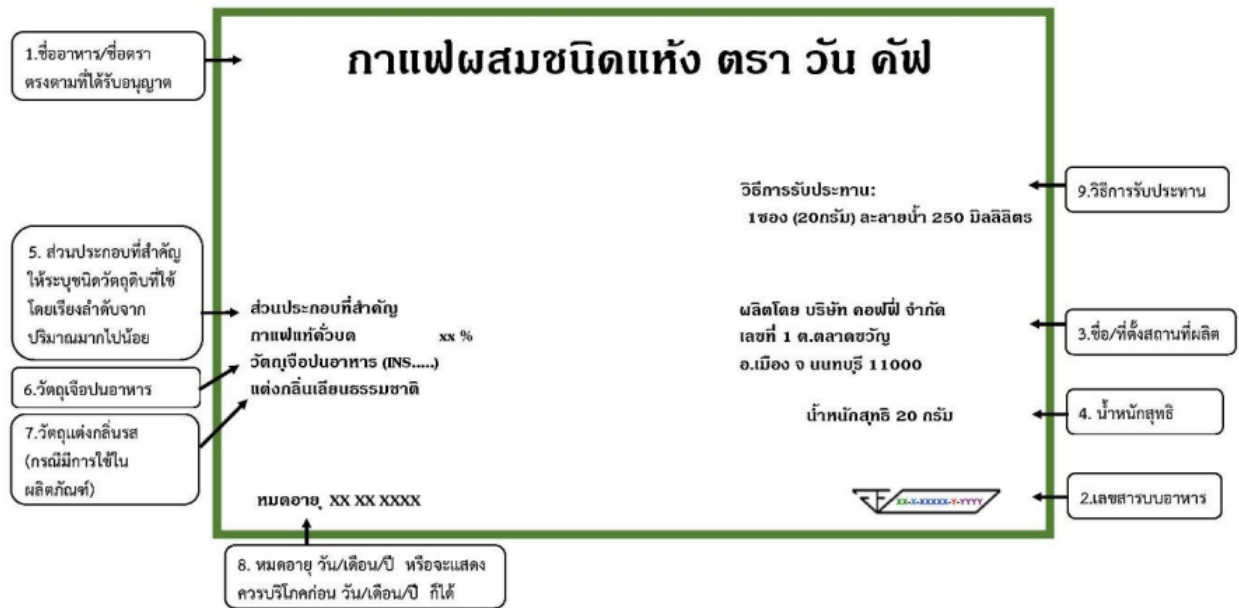 1.ชื่ออาหาร/ชื่อตรา
ตรงตามที่ได้รับอนุญาต
กาแฟผสมชนิดแห้ง ตรา วัน คัฟ
วิธีการรับประทาน:
1ซอง (20กรัม) ละลายน้ำ 250 มิลลิลิตร
9.วิธีการรับประทาน
5. ส่วนประกอบที่สำคัญ
ให้ระบุชนิดวัตถุดิบที่ใช้
โดยเรียงลำดับจาก
ปริมาณมากไปน้อย
ส่วนประกอบที่สำคัญ
กาแฟแท้คั่วบด xx %
วัตถุเจือปนอาหาร (INS.....)
แต่งกลิ่นเลียนธรรมชาติ
ผลิตโดย บริษัท คอฟฟี่ จำกัด
เลขที่ 1 ต.ตลาดขวัญ
อ.เมือง จ นนทบุรี 11000
3.ชื่อ/ที่ตั้งสถานที่ผลิต
6.วัตถุเจือปนอาหาร
7.วัตถุแต่งกลิ่นรส
(กรณีมีการใช้ใน
ผลิตภัณฑ์)
น้ำหนักสุทธิ 20 กรัม
4. น้ำหนักสุทธิ
หมดอายุ XX XX XXXX
XX-X-XXXXX-Y-YYYY
2.เลขสารบบอาหาร
8. หมดอายุ วัน/เดือน/ปี หรือจะแสดง
ควรบริโภคก่อน วัน/เดือน/ปี ก็ได้